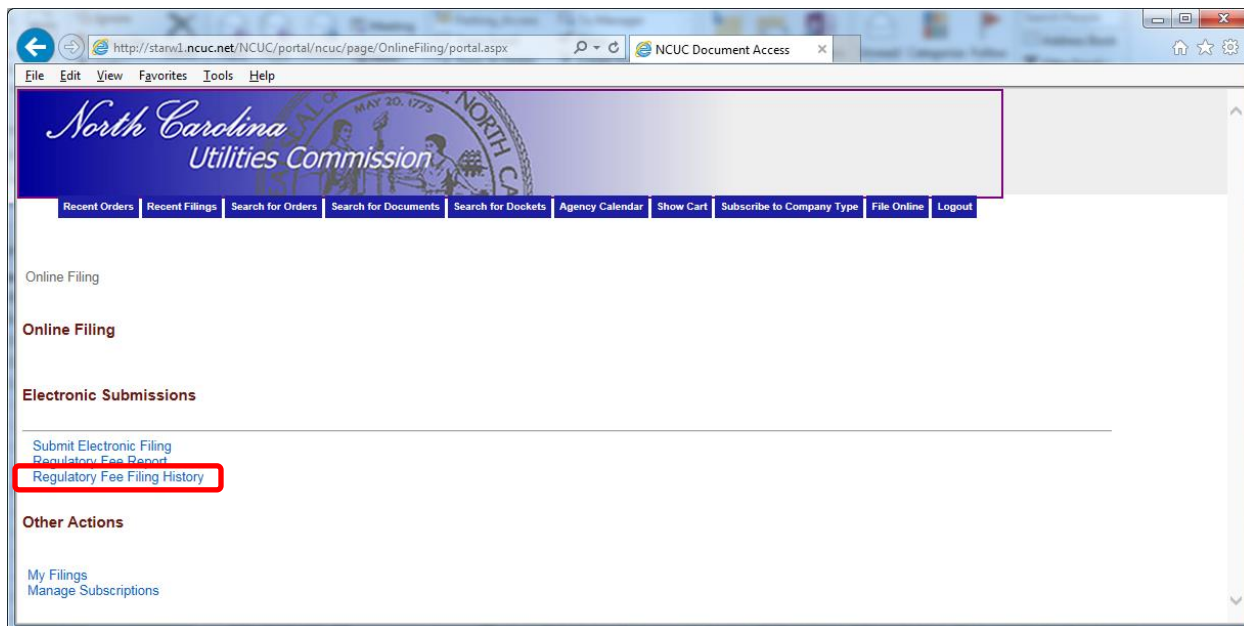 http://starw1.ncuc.net/NCUC/portal/ncuc/page/OnlineFiling/portal.aspx
NCUC Document Access
File Edit View Favorites Tools Help
MAY 20, 1775
North Carolina
Utilities Commission
Recent Orders Recent Filings Search for Orders Search for Documents Search for Dockets Agency Calendar Show Cart Subscribe to Company Type File Online Logout
Online Filing
Online Filing
Electronic Submissions
Submit Electronic Filing
Regulatory Fee Report
Regulatory Fee Filing History
Other Actions
My Filings
Manage Subscriptions